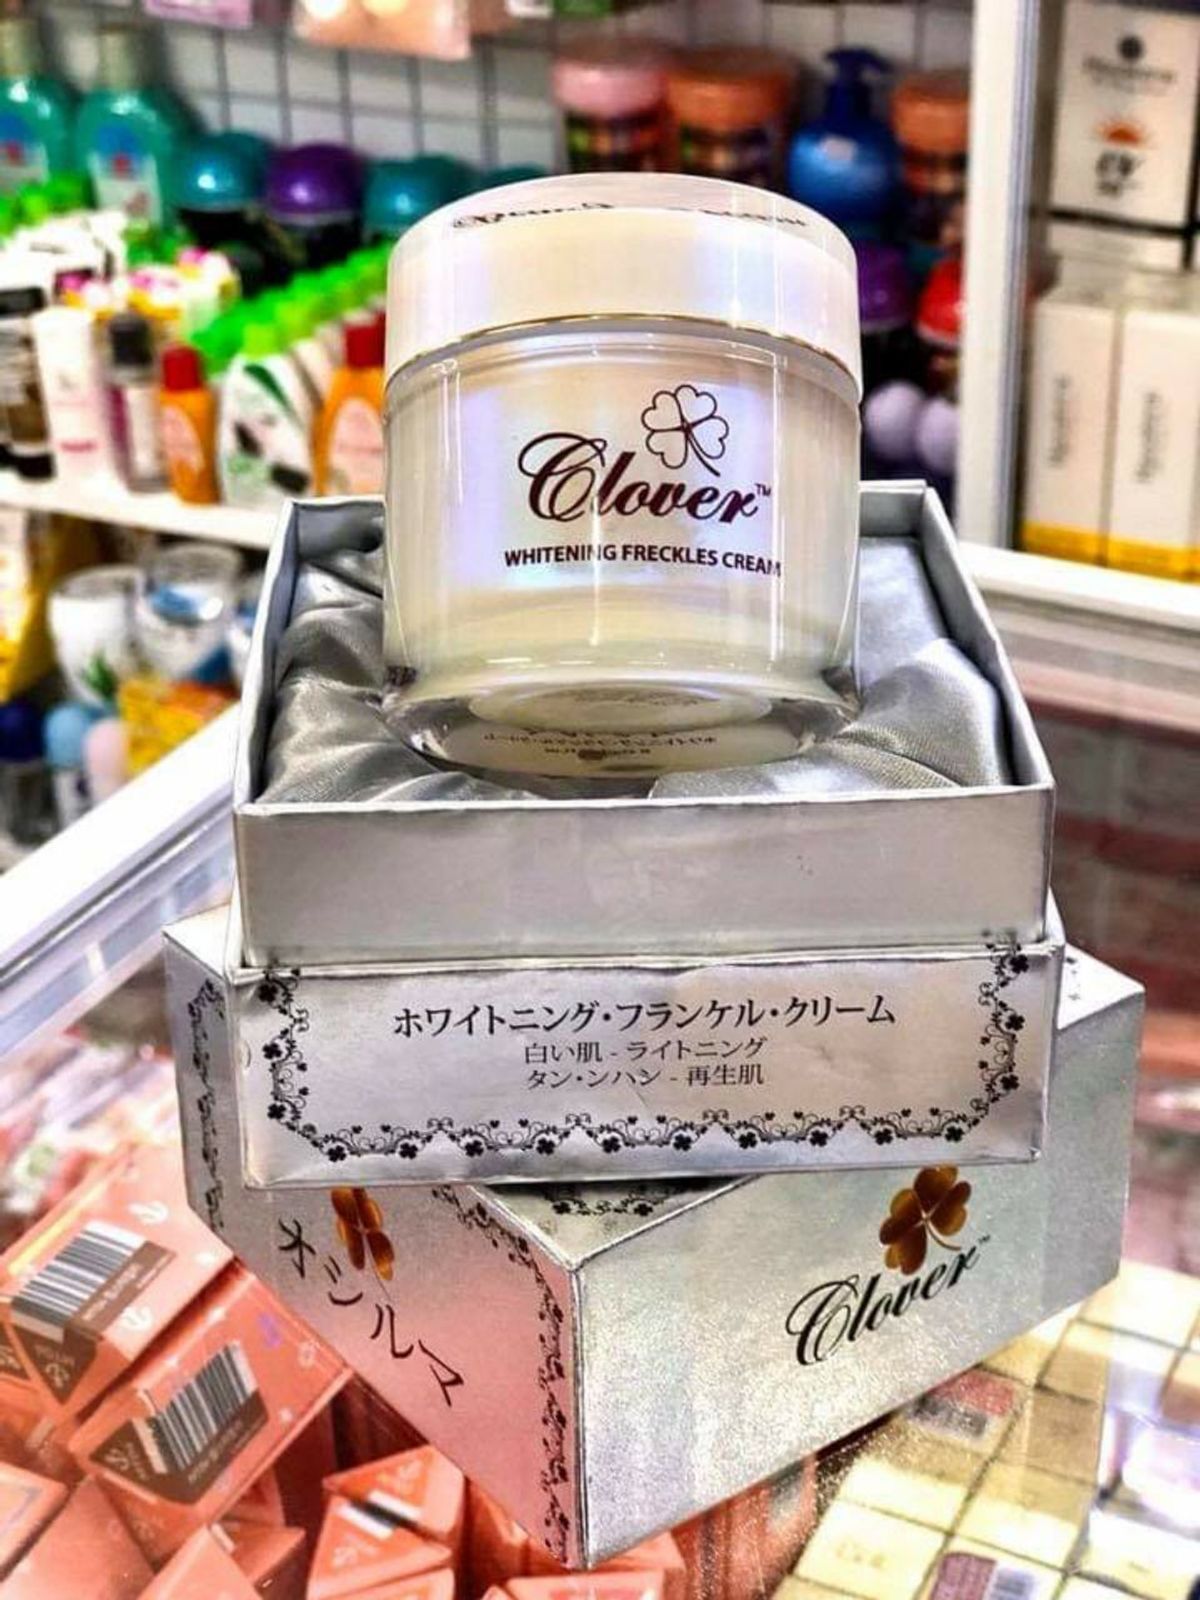 Clover™
WHITENING FRECKLES CREAM
ホワイトニング・フランケル・クリーム
白い肌 - ライトニング
タン・ンハン - 再生肌
オシルマ
Clover™